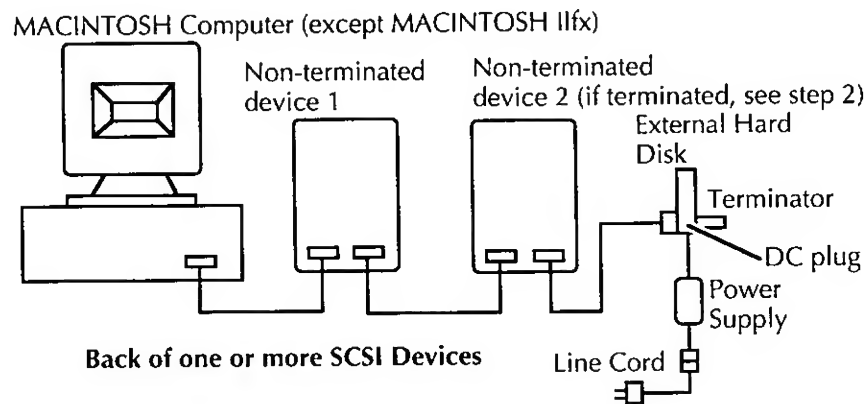 MACINTOSH Computer (except MACINTOSH IIfx)
Non-terminated
device 1
Non-terminated
device 2 (if terminated, see step 2)
External Hard
Disk
Terminator
DC plug
Power
Supply
Line Cord
Back of one or more SCSI Devices